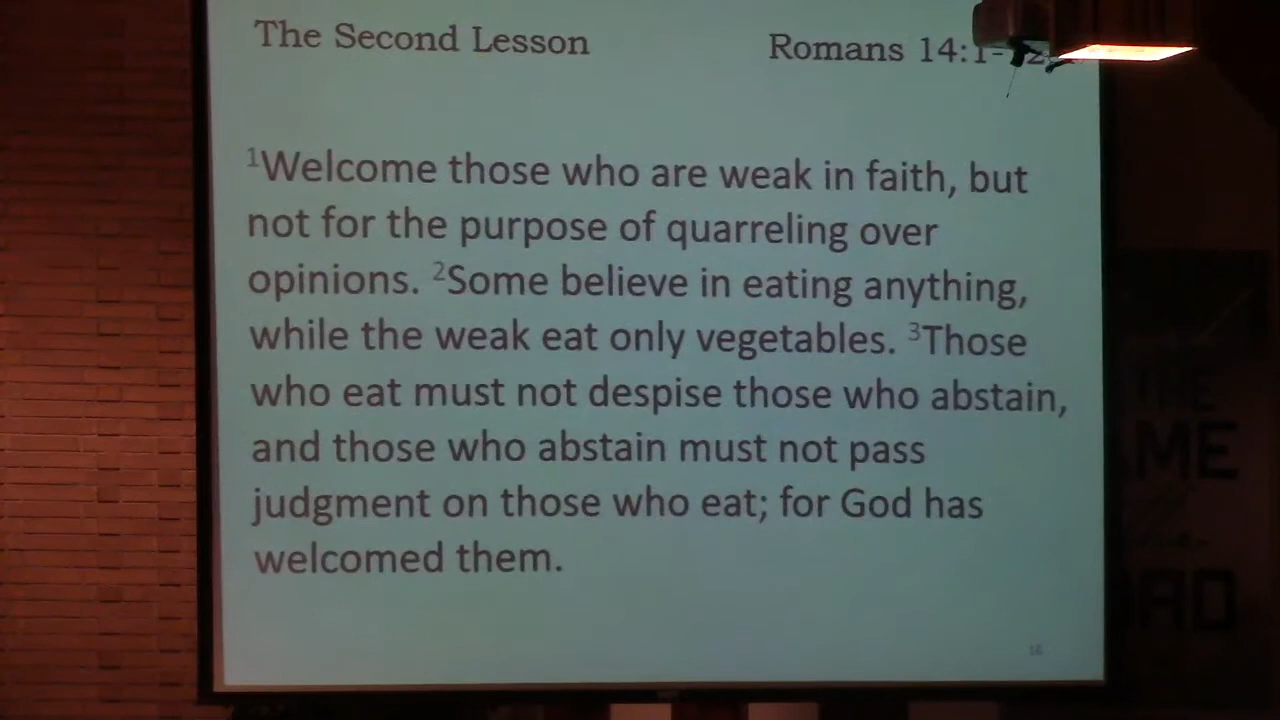 The Second Lesson
Romans 14:1-
¹Welcome those who are weak in faith, but
not for the purpose of quarreling over
opinions. ²Some believe in eating anything,
while the weak eat only vegetables. ³Those
who eat must not despise those who abstain,
and those who abstain must not pass
judgment on those who eat; for God has
welcomed them.
16
ME